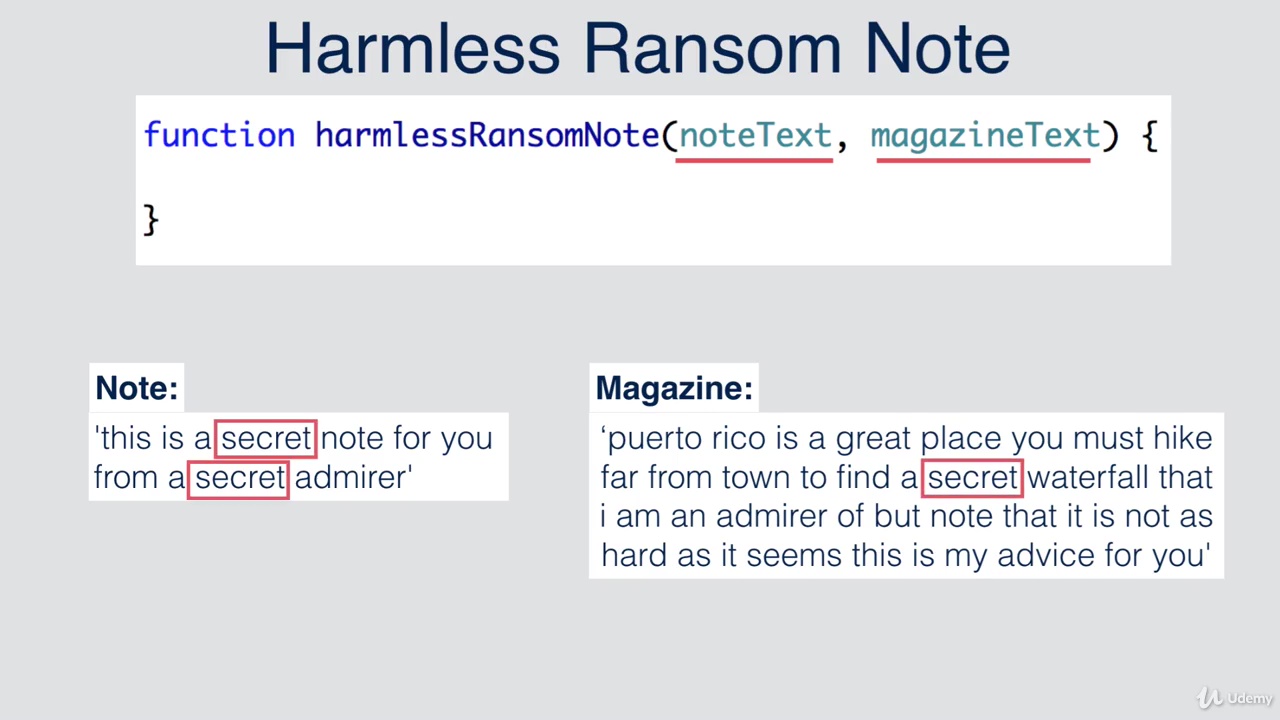 Harmless Ransom Note
function harmlessRansomNote(noteText, magazineText) {
}
Note:
'this is a secret note for you
from a secret admirer'
Magazine:
‘puerto rico is a great place you must hike
far from town to find a secret waterfall that
i am an admirer of but note that it is not as
hard as it seems this is my advice for you'
Udemy